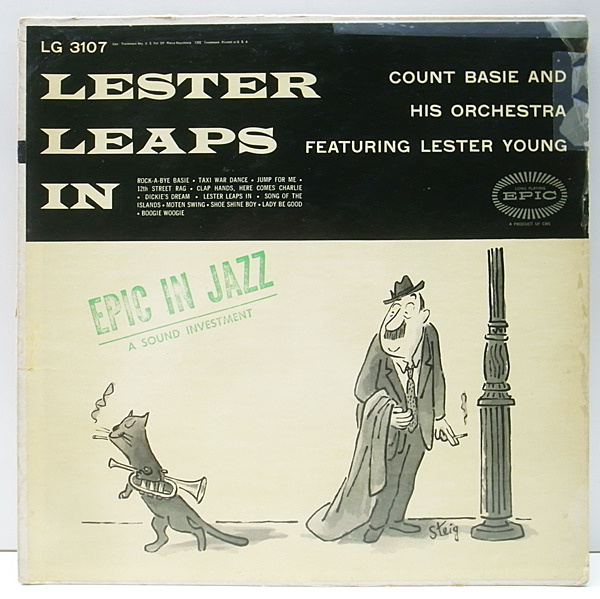 LG 3107
LESTER
LEAPS
IN
COUNT BASIE AND
HIS ORCHESTRA
FEATURING LESTER YOUNG
ROCK-A-BYE BASIE • TAXI WAR DANCE • JUMP FOR ME •
12th STREET RAG • CLAP HANDS, HERE COMES CHARLIE
• DICKIE'S DREAM • LESTER LEAPS IN • SONG OF THE
ISLANDS • MOTEN SWING • SHOE SHINE BOY • LADY BE GOOD
• BOOGIE WOOGIE
LONG PLAYING
EPIC
A PRODUCT OF CBS
EPIC IN JAZZ
A SOUND INVESTMENT
Steig